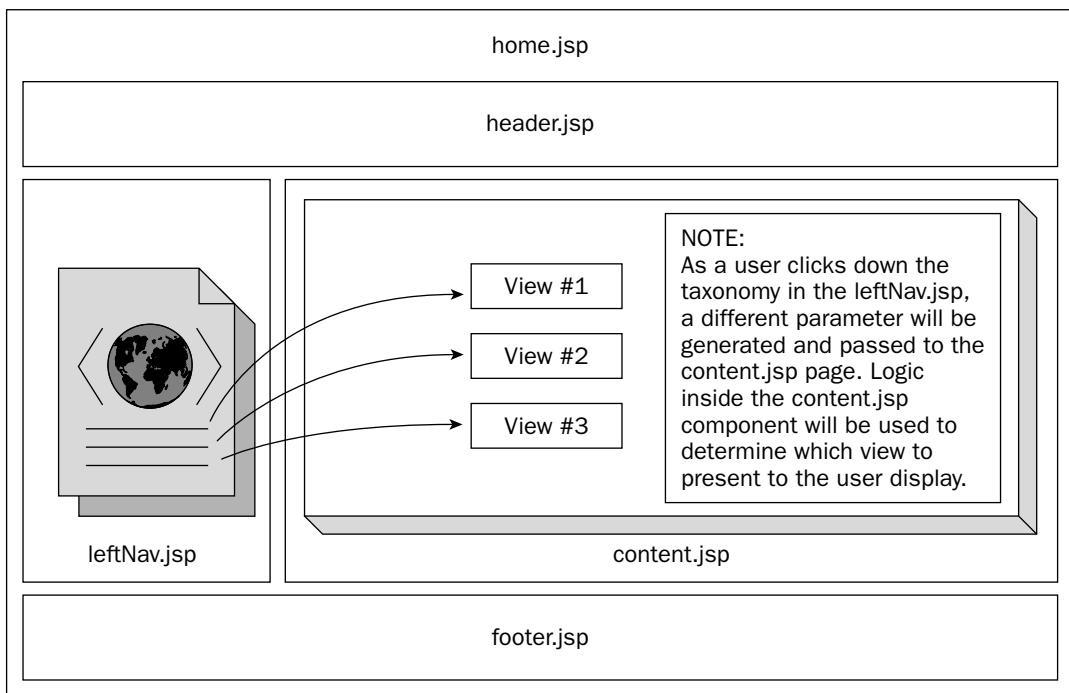 home.jsp
header.jsp
View #1
View #2
View #3
NOTE:
As a user clicks down the
taxonomy in the leftNav.jsp,
a different parameter will be
generated and passed to the
content.jsp page. Logic
inside the content.jsp
component will be used to
determine which view to
present to the user display.
leftNav.jsp
content.jsp
footer.jsp